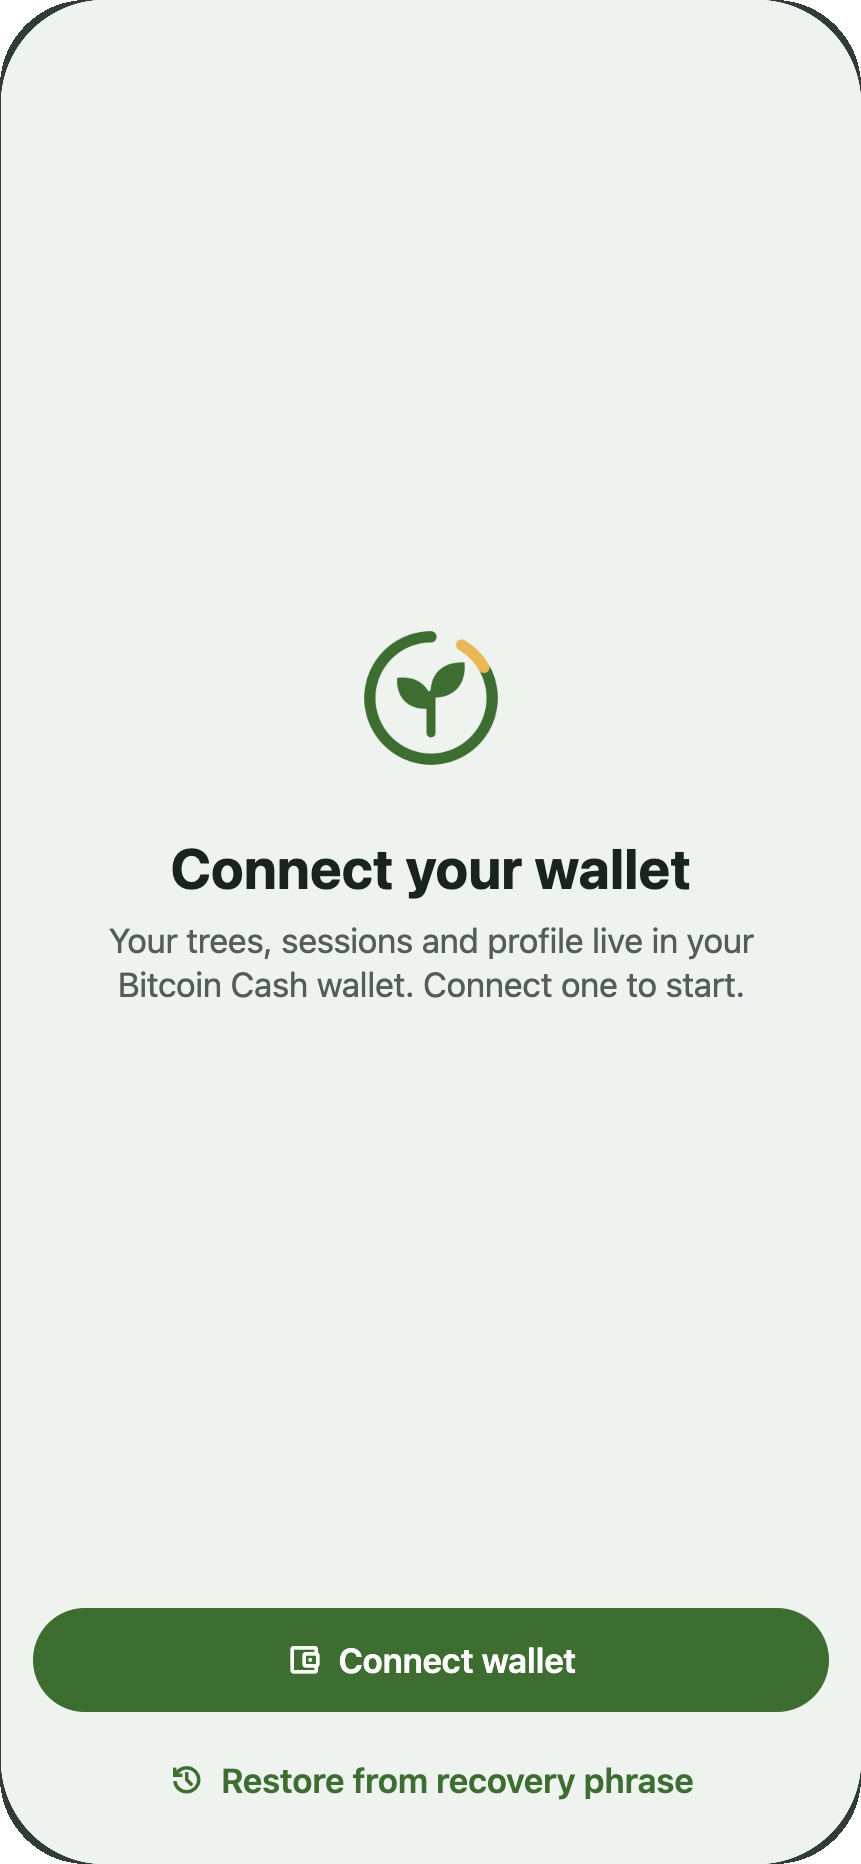 Connect your wallet
Your trees, sessions and profile live in your
Bitcoin Cash wallet. Connect one to start.
Connect wallet
Restore from recovery phrase